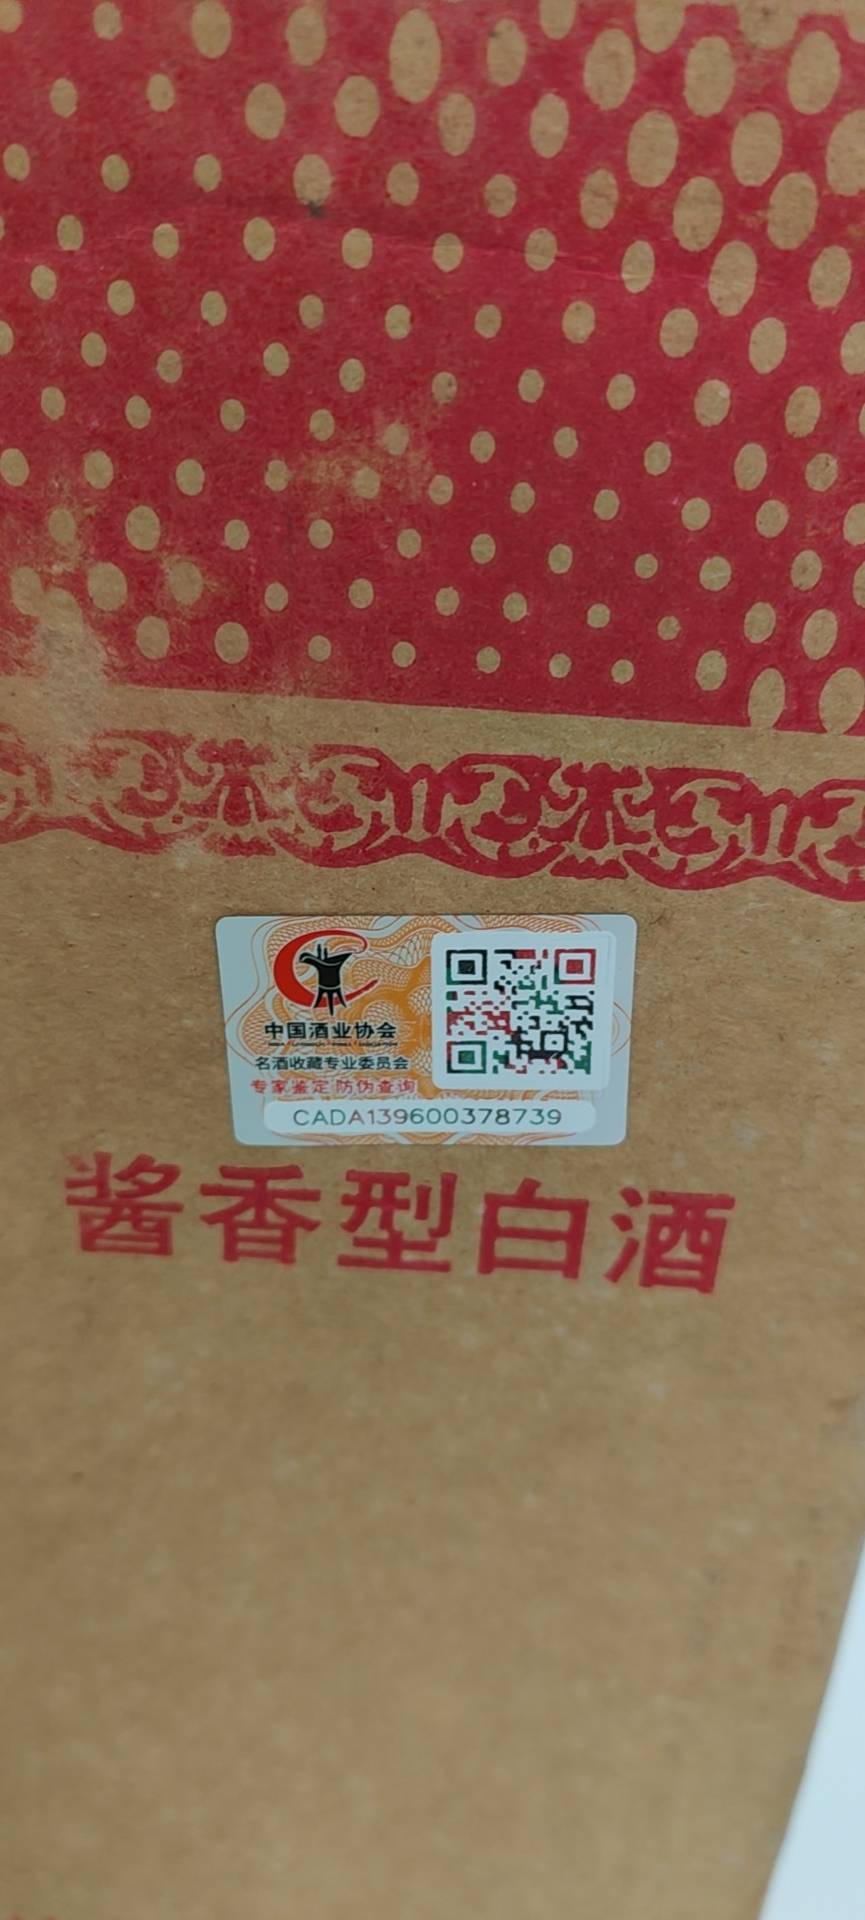 中国酒业协会
名酒收藏专业委员会
专家鉴定 防伪查询
CADA139600378739
酱香型白酒